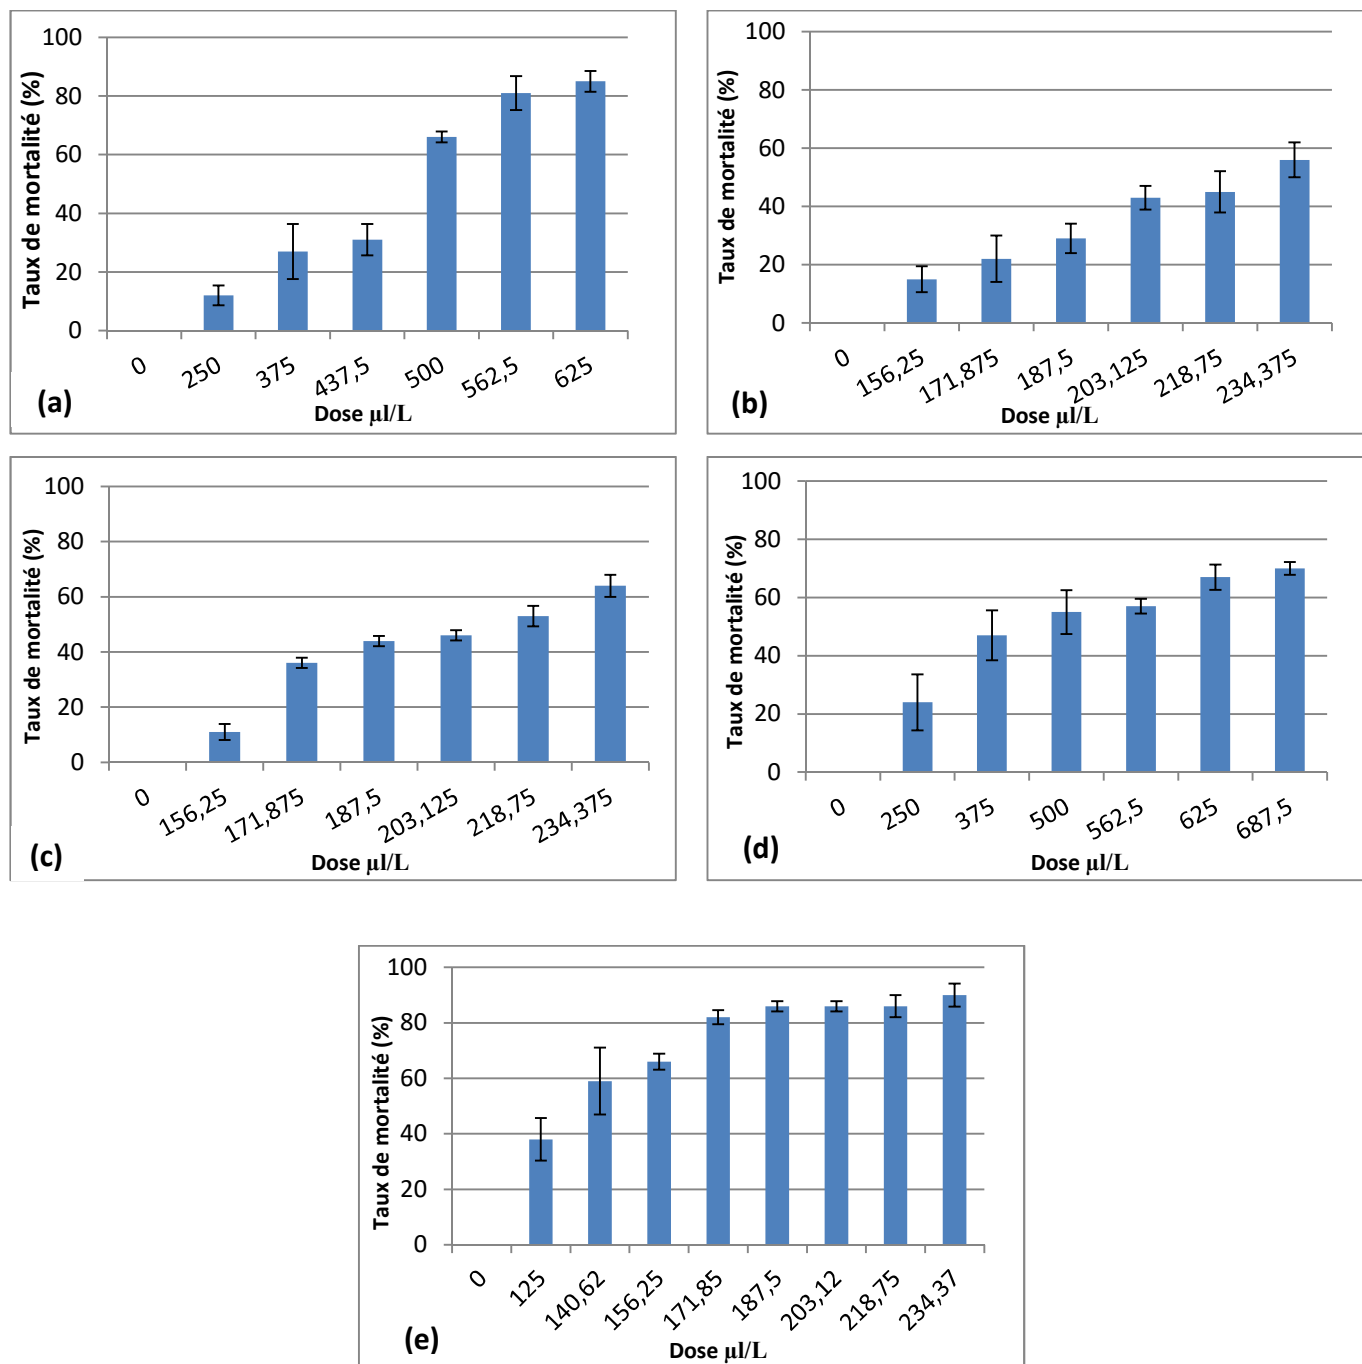 Taux de mortalité (%)
100
80
60
40
20
0
0 250 375 437,5 500 562,5 625
(a)
Dose µl/L
Taux de mortalité (%)
100
80
60
40
20
0
0 156,25 171,875 187,5 203,125 218,75 234,375
(b)
Dose µl/L
Taux de mortalité (%)
100
80
60
40
20
0
0 156,25 171,875 187,5 203,125 218,75 234,375
(c)
Dose µl/L
Taux de mortalité (%)
100
80
60
40
20
0
0 250 375 500 562,5 625 687,5
(d)
Dose µl/L
Taux de mortalité (%)
100
80
60
40
20
0
0 125 140,62 156,25 171,85 187,5 203,12 218,75 234,37
(e)
Dose µl/L